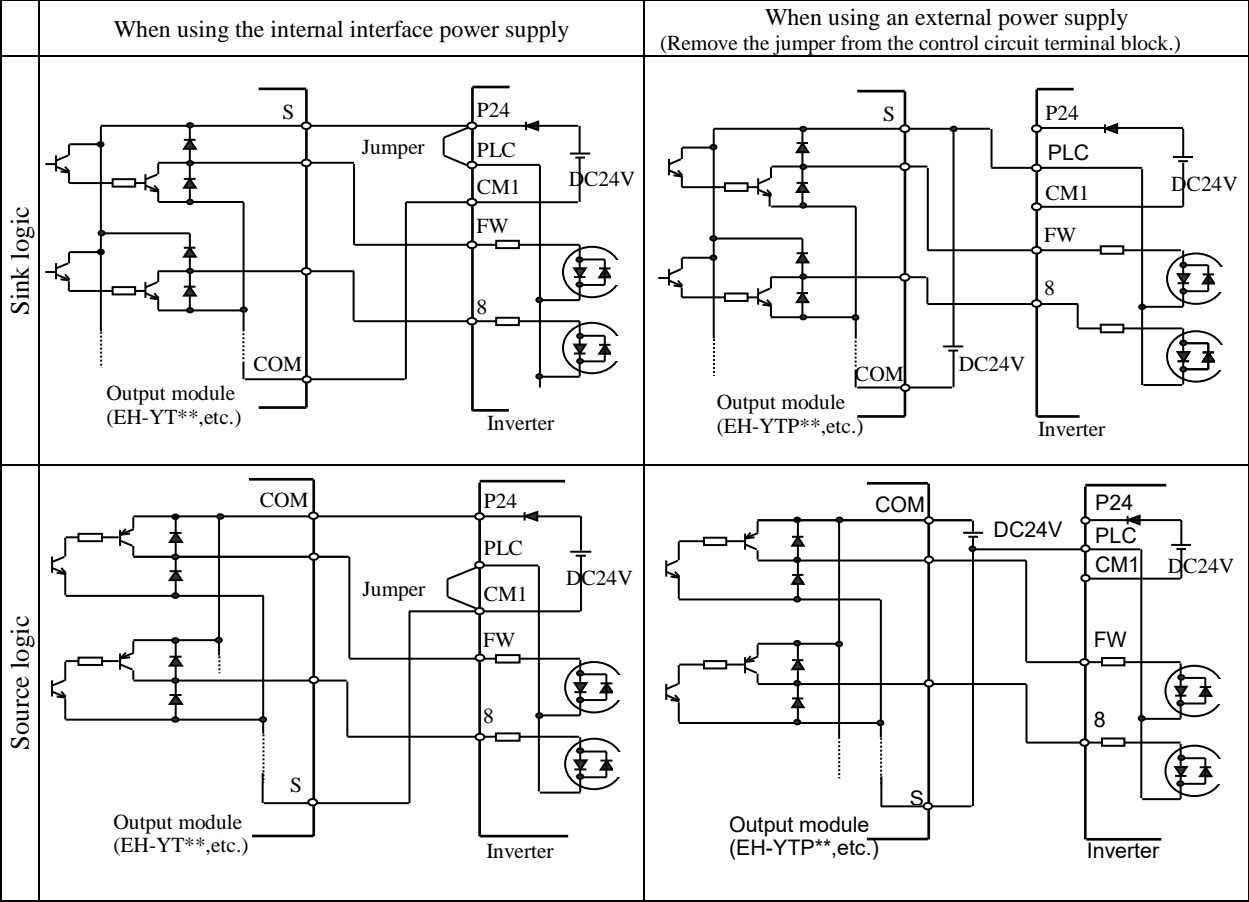 When using the internal interface power supply
When using an external power supply
(Remove the jumper from the control circuit terminal block.)
Sink logic
S
P24
Jumper
PLC
DC24V
CM1
FW
8
COM
Output module
(EH-YT**,etc.)
Inverter
S
P24
PLC
DC24V
CM1
FW
8
DC24V
COM
Output module
(EH-YTP**,etc.)
Inverter
Source logic
COM
P24
PLC
DC24V
Jumper
CM1
FW
8
S
Output module
(EH-YT**,etc.)
Inverter
COM
P24
DC24V
PLC
CM1
DC24V
FW
8
S
Output module
(EH-YTP**,etc.)
Inverter